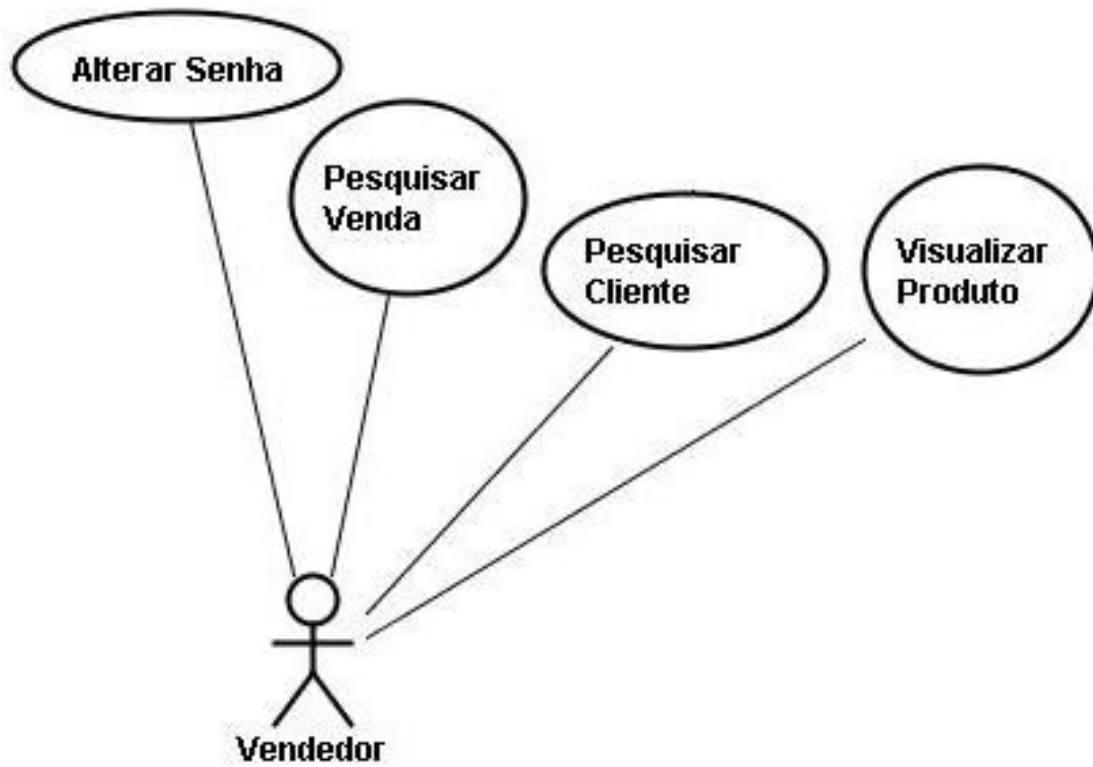 Alterar Senha
Pesquisar
Venda
Pesquisar
Cliente
Visualizar
Produto
Vendedor